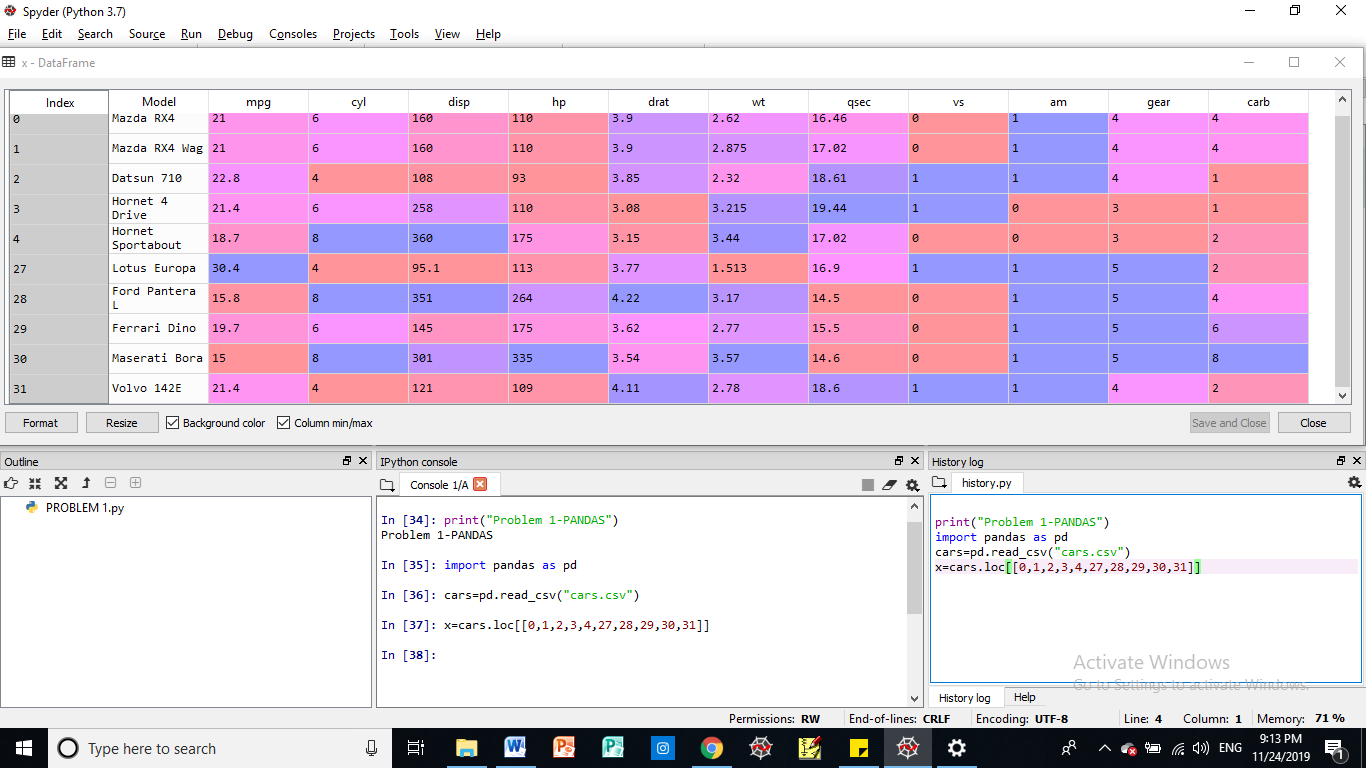 Spyder (Python 3.7)
File Edit Search Source Run Debug Consoles Projects Tools View Help
x - DataFrame
Index Model mpg cyl disp hp drat wt qsec vs am gear carb
0 Mazda RX4 21 6 160 110 3.9 2.62 16.46 0 1 4 4
1 Mazda RX4 Wag 21 6 160 110 3.9 2.875 17.02 0 1 4 4
2 Datsun 710 22.8 4 108 93 3.85 2.32 18.61 1 1 4 1
3 Hornet 4 Drive 21.4 6 258 110 3.08 3.215 19.44 1 0 3 1
4 Hornet Sportabout 18.7 8 360 175 3.15 3.44 17.02 0 0 3 2
27 Lotus Europa 30.4 4 95.1 113 3.77 1.513 16.9 1 1 5 2
28 Ford Pantera L 15.8 8 351 264 4.22 3.17 14.5 0 1 5 4
29 Ferrari Dino 19.7 6 145 175 3.62 2.77 15.5 0 1 5 6
30 Maserati Bora 15 8 301 335 3.54 3.57 14.6 0 1 5 8
31 Volvo 142E 21.4 4 121 109 4.11 2.78 18.6 1 1 4 2
Format Resize Background color Column min/max Save and Close Close
Outline
PROBLEM 1.py
IPython console
Console 1/A
In [34]: print("Problem 1-PANDAS")
Problem 1-PANDAS
In [35]: import pandas as pd
In [36]: cars=pd.read_csv("cars.csv")
In [37]: x=cars.loc[[0,1,2,3,4,27,28,29,30,31]]
In [38]:
History log
history.py
print("Problem 1-PANDAS")
import pandas as pd
cars=pd.read_csv("cars.csv")
x=cars.loc[[0,1,2,3,4,27,28,29,30,31]]
Activate Windows
Go to Settings to activate Windows.
History log Help
Permissions: RW End-of-lines: CRLF Encoding: UTF-8 Line: 4 Column: 1 Memory: 71 %
Type here to search
ENG
9:13 PM
11/24/2019
1